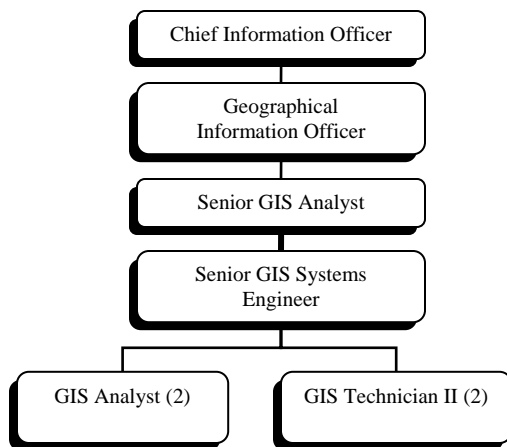 Chief Information Officer
Geographical
Information Officer
Senior GIS Analyst
Senior GIS Systems
Engineer
GIS Analyst (2)
GIS Technician II (2)